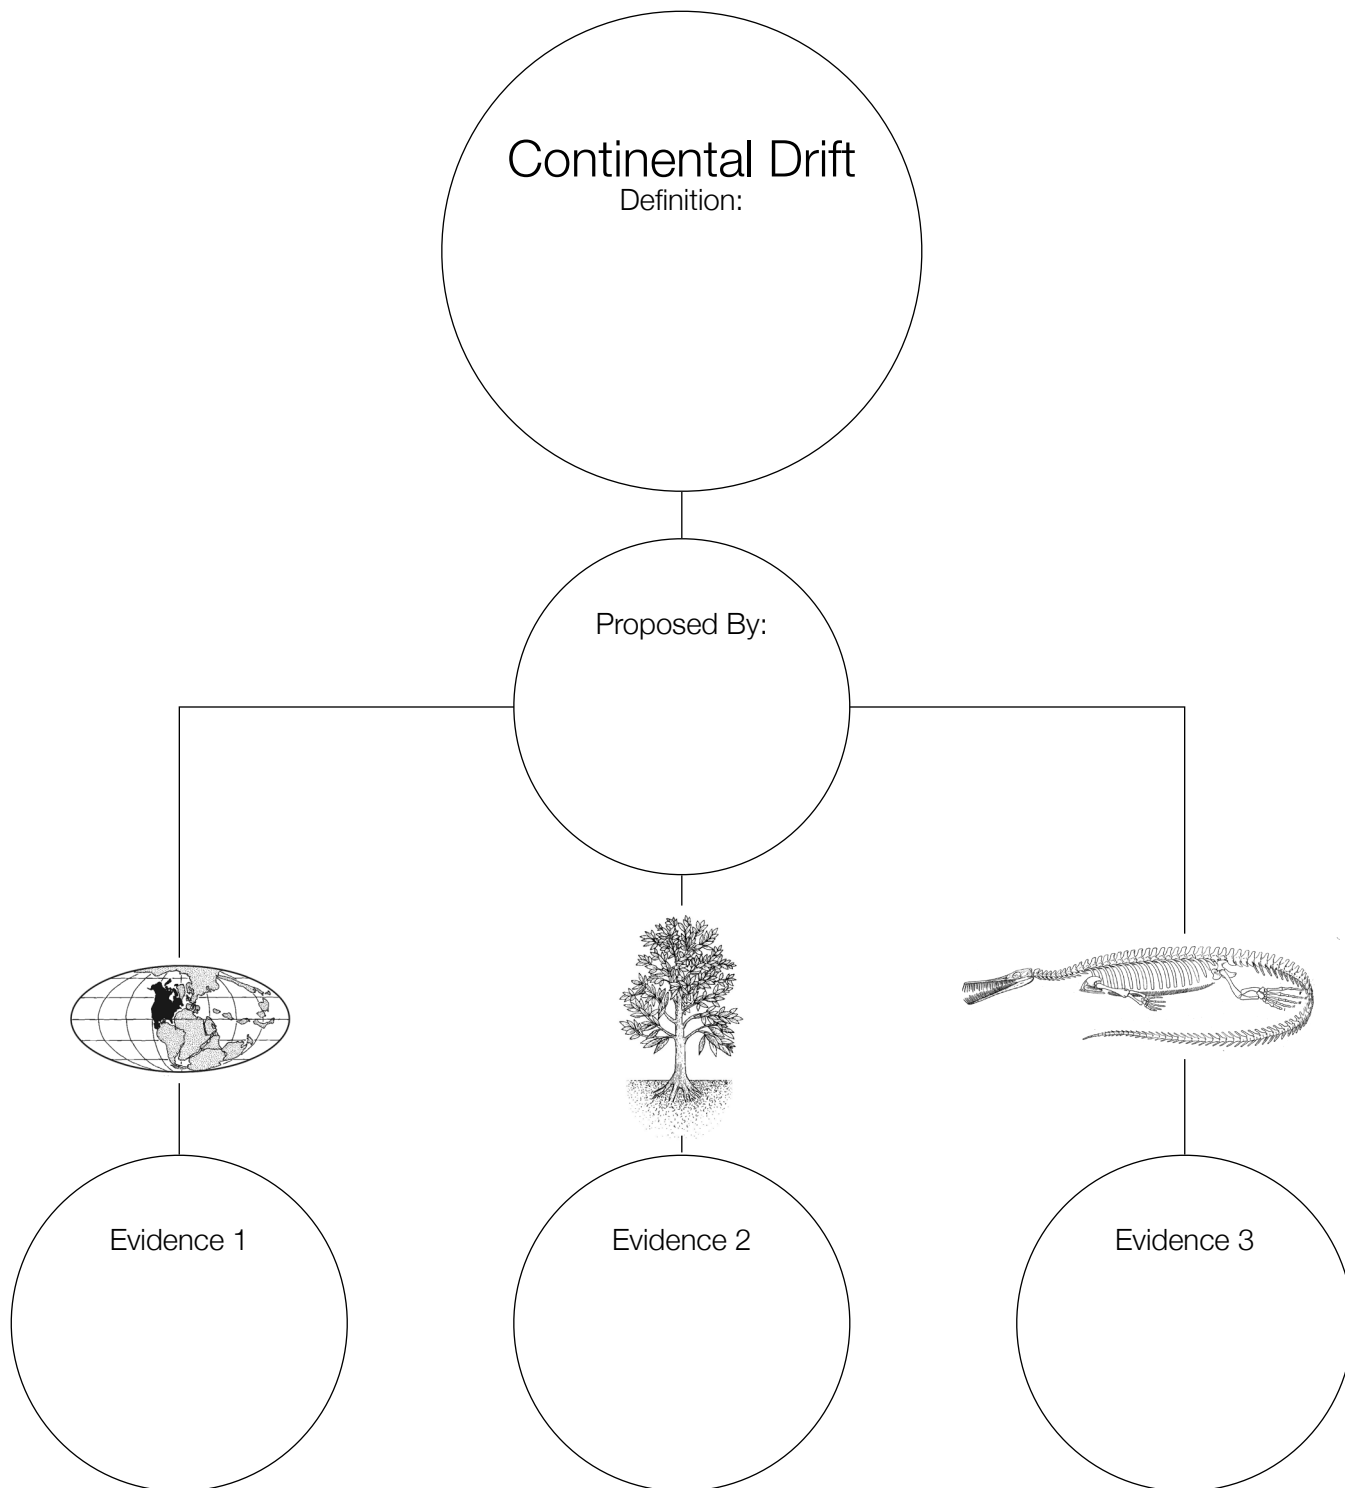 Continental Drift
Definition:
Proposed By:
Evidence 1
Evidence 2
Evidence 3